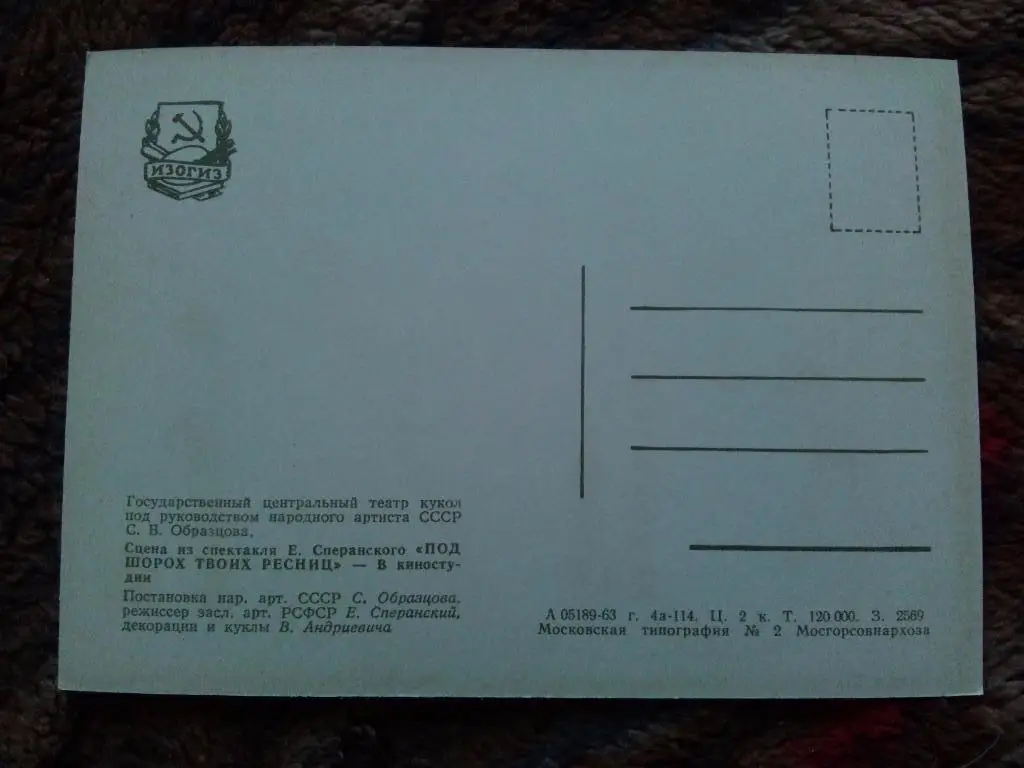 ИЗОГИЗ
Государственный центральный театр кукол
под руководством народного артиста СССР
С. В. Образцова.
Сцена из спектакля Е. Сперанского «ПОД
ШОРОХ ТВОИХ РЕСНИЦ» — В киносту-
дии
Постановка нар. арт. СССР С. Образцова,
режиссер засл. арт. РСФСР Е. Сперанский,
декорации и куклы В. Андриевича
А 05189-63 г. 4а-114. Ц. 2 к. Т. 120 000. З. 2569
Московская типография № 2 Мосгорсовнархоза